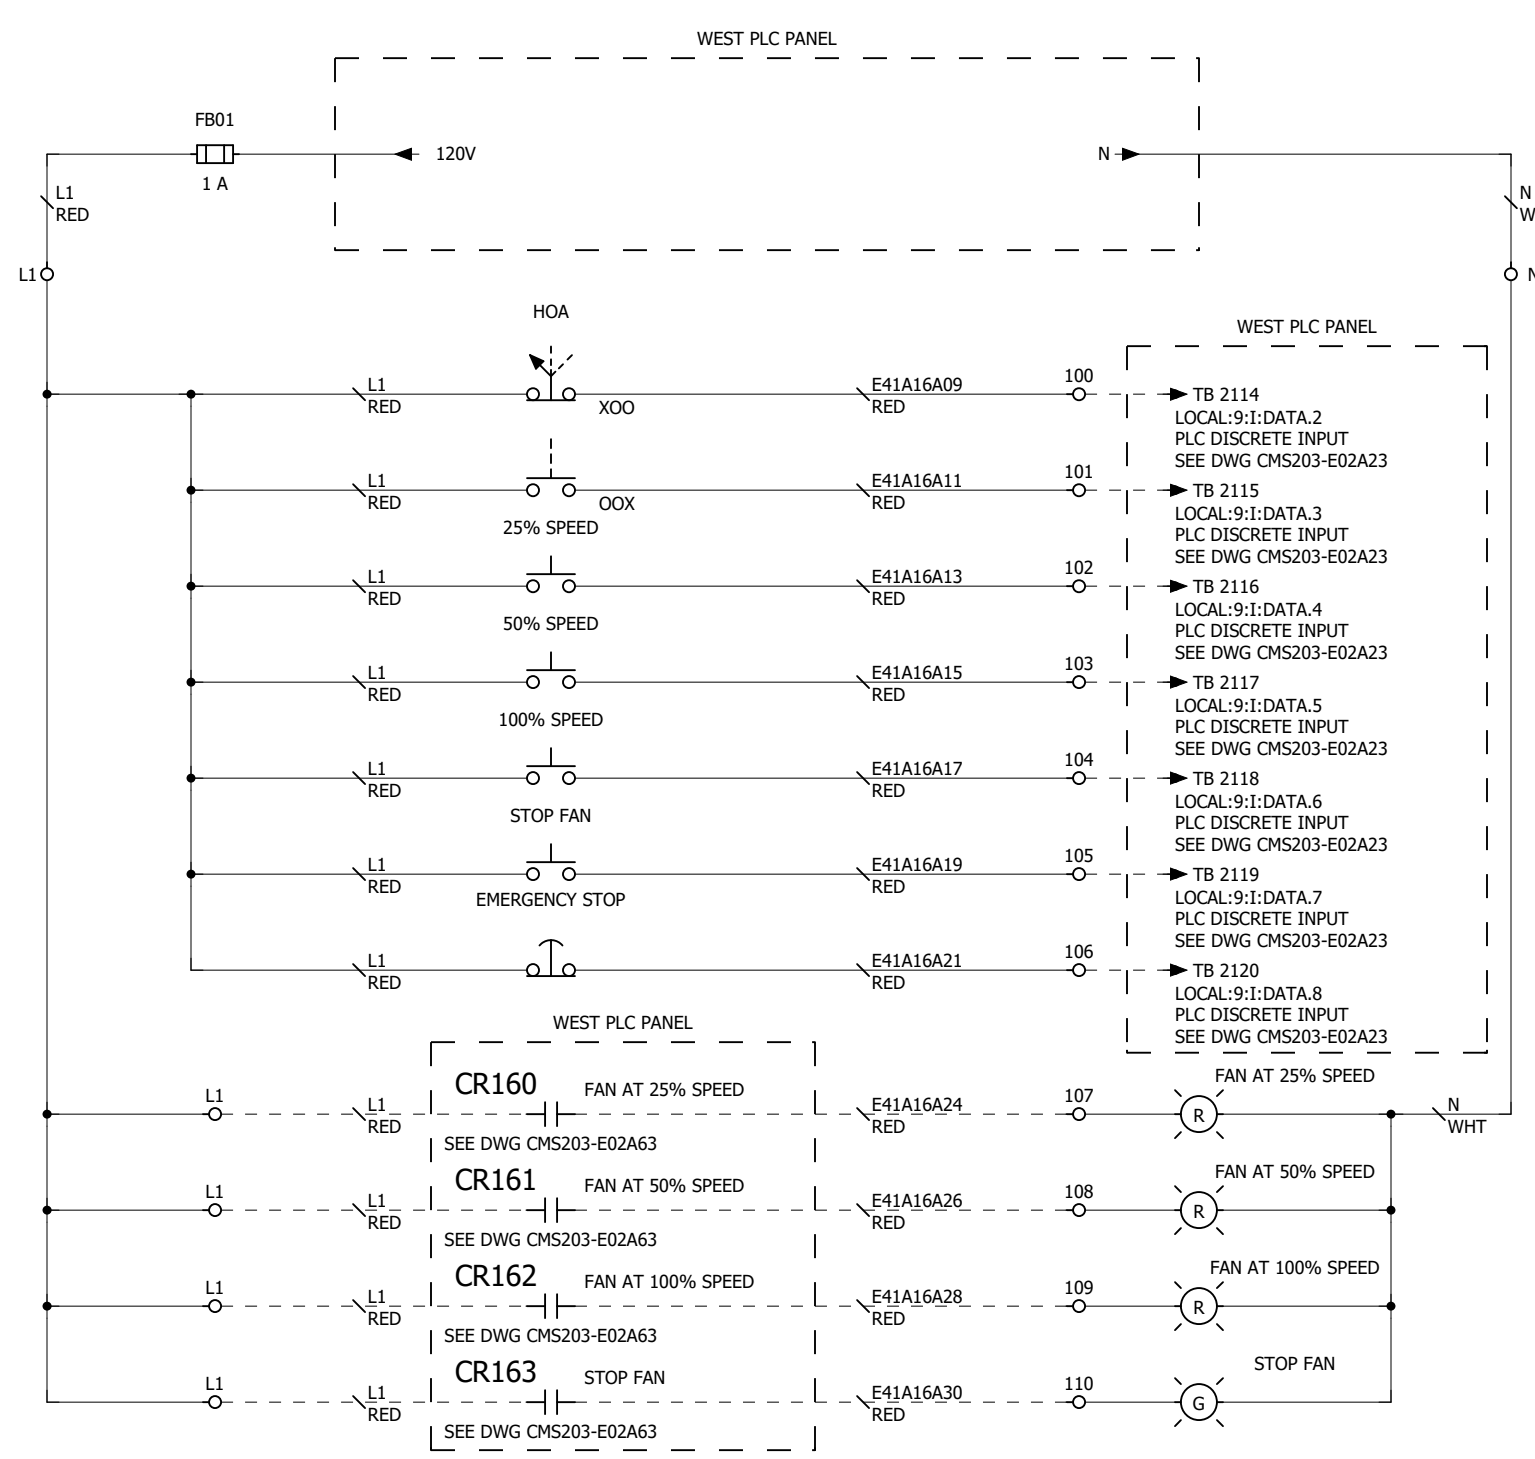 WEST PLC PANEL
FB01
120V
N
1 A
L1
RED
N
W
L1
N
HOA
WEST PLC PANEL
L1
RED
XOO
E41A16A09
RED
100
TB 2114
LOCAL:9:I:DATA.2
PLC DISCRETE INPUT
SEE DWG CMS203-E02A23
L1
RED
OOX
E41A16A11
RED
101
TB 2115
LOCAL:9:I:DATA.3
PLC DISCRETE INPUT
SEE DWG CMS203-E02A23
25% SPEED
L1
RED
E41A16A13
RED
102
TB 2116
LOCAL:9:I:DATA.4
PLC DISCRETE INPUT
SEE DWG CMS203-E02A23
50% SPEED
L1
RED
E41A16A15
RED
103
TB 2117
LOCAL:9:I:DATA.5
PLC DISCRETE INPUT
SEE DWG CMS203-E02A23
100% SPEED
L1
RED
E41A16A17
RED
104
TB 2118
LOCAL:9:I:DATA.6
PLC DISCRETE INPUT
SEE DWG CMS203-E02A23
STOP FAN
L1
RED
E41A16A19
RED
105
TB 2119
LOCAL:9:I:DATA.7
PLC DISCRETE INPUT
SEE DWG CMS203-E02A23
EMERGENCY STOP
L1
RED
E41A16A21
RED
106
TB 2120
LOCAL:9:I:DATA.8
PLC DISCRETE INPUT
SEE DWG CMS203-E02A23
WEST PLC PANEL
L1
L1
RED
CR160
FAN AT 25% SPEED
SEE DWG CMS203-E02A63
E41A16A24
RED
107
FAN AT 25% SPEED
R
N
WHT
L1
L1
RED
CR161
FAN AT 50% SPEED
SEE DWG CMS203-E02A63
E41A16A26
RED
108
FAN AT 50% SPEED
R
L1
L1
RED
CR162
FAN AT 100% SPEED
SEE DWG CMS203-E02A63
E41A16A28
RED
109
FAN AT 100% SPEED
R
L1
L1
RED
CR163
STOP FAN
SEE DWG CMS203-E02A63
E41A16A30
RED
110
STOP FAN
G